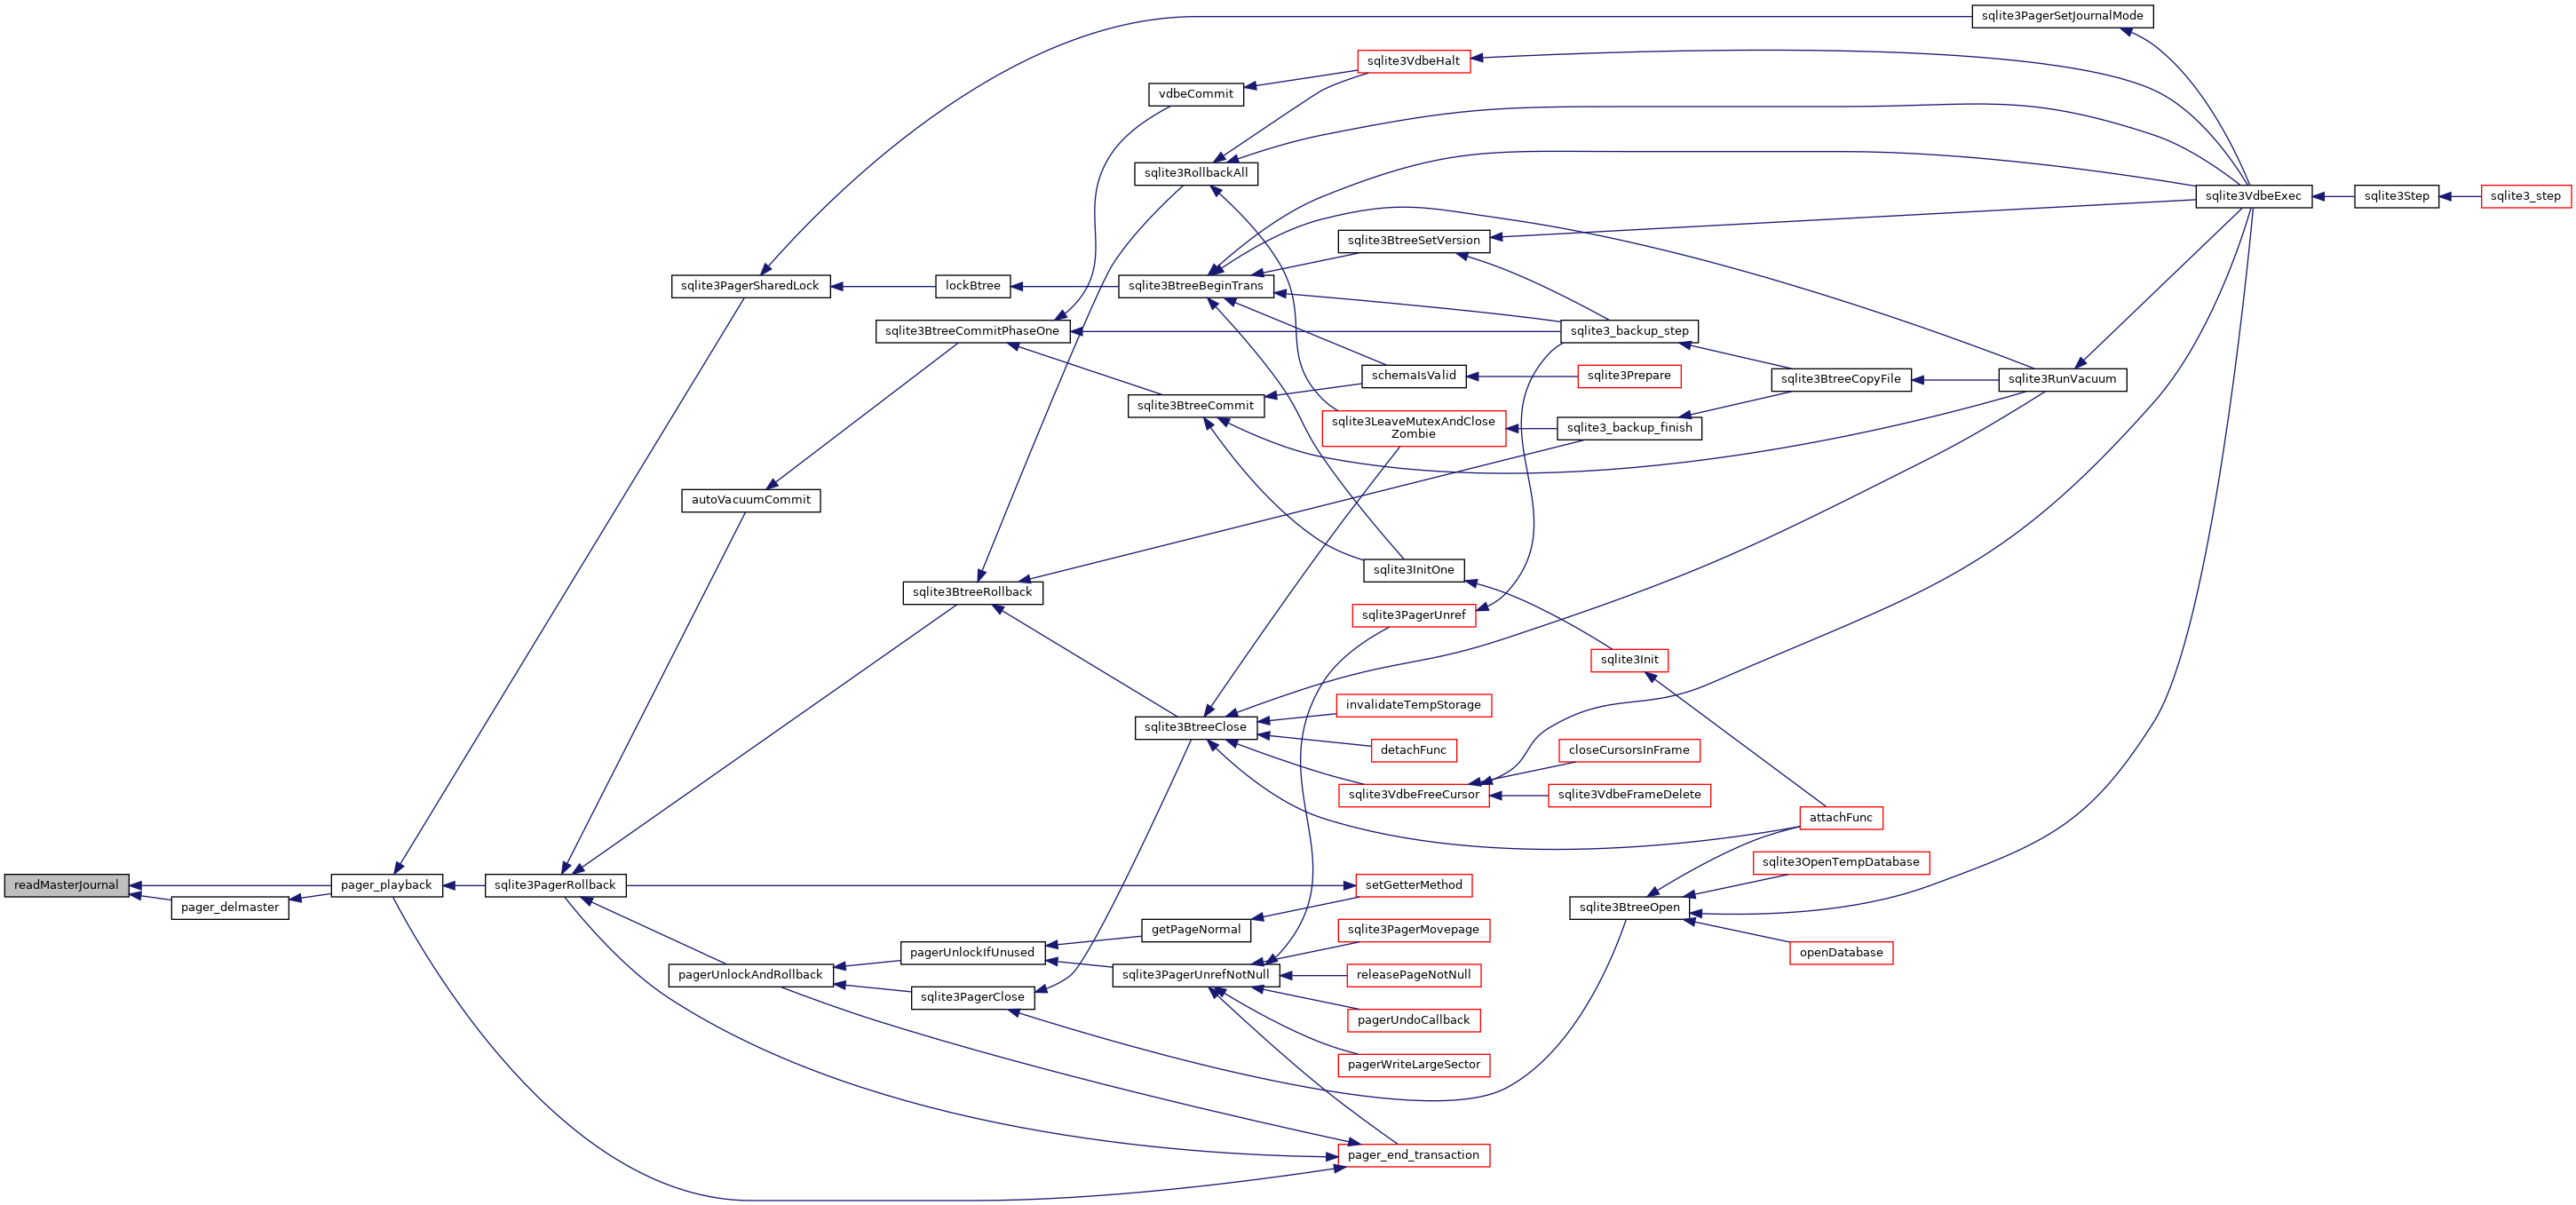 sqlite3PagerSetJournalMode
sqlite3VdbeHalt
vdbeCommit
sqlite3RollbackAll
sqlite3VdbeExec
sqlite3Step
sqlite3_step
sqlite3BtreeSetVersion
sqlite3PagerSharedLock
lockBtree
sqlite3BtreeBeginTrans
sqlite3BtreeCommitPhaseOne
sqlite3_backup_step
schemaIsValid
sqlite3Prepare
sqlite3BtreeCopyFile
sqlite3RunVacuum
sqlite3BtreeCommit
sqlite3LeaveMutexAndClose
Zombie
sqlite3_backup_finish
autoVacuumCommit
sqlite3InitOne
sqlite3BtreeRollback
sqlite3PagerUnref
sqlite3Init
invalidateTempStorage
sqlite3BtreeClose
detachFunc
closeCursorsInFrame
sqlite3VdbeFreeCursor
sqlite3VdbeFrameDelete
attachFunc
sqlite3OpenTempDatabase
readMasterJournal
pager_playback
sqlite3PagerRollback
setGetterMethod
pager_delmaster
sqlite3BtreeOpen
getPageNormal
sqlite3PagerMovepage
pagerUnlockIfUnused
openDatabase
pagerUnlockAndRollback
sqlite3PagerUnrefNotNull
releasePageNotNull
sqlite3PagerClose
pagerUndoCallback
pagerWriteLargeSector
pager_end_transaction